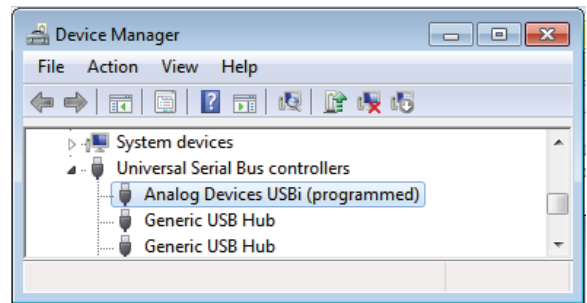 Device Manager
File Action View Help
System devices
Universal Serial Bus controllers
Analog Devices USBi (programmed)
Generic USB Hub
Generic USB Hub